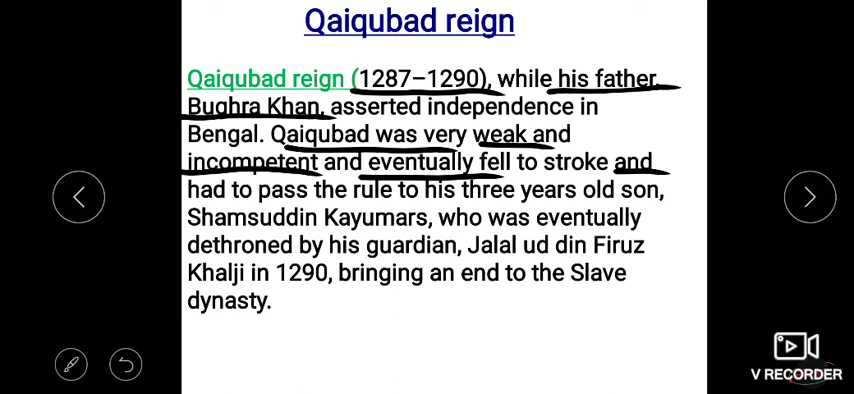 Qaiqubad reign
Qaiqubad reign (1287–1290), while his father,
Bughra Khan, asserted independence in
Bengal. Qaiqubad was very weak and
incompetent and eventually fell to stroke and
had to pass the rule to his three years old son,
Shamsuddin Kayumars, who was eventually
dethroned by his guardian, Jalal ud din Firuz
Khalji in 1290, bringing an end to the Slave
dynasty.
V RECORDER